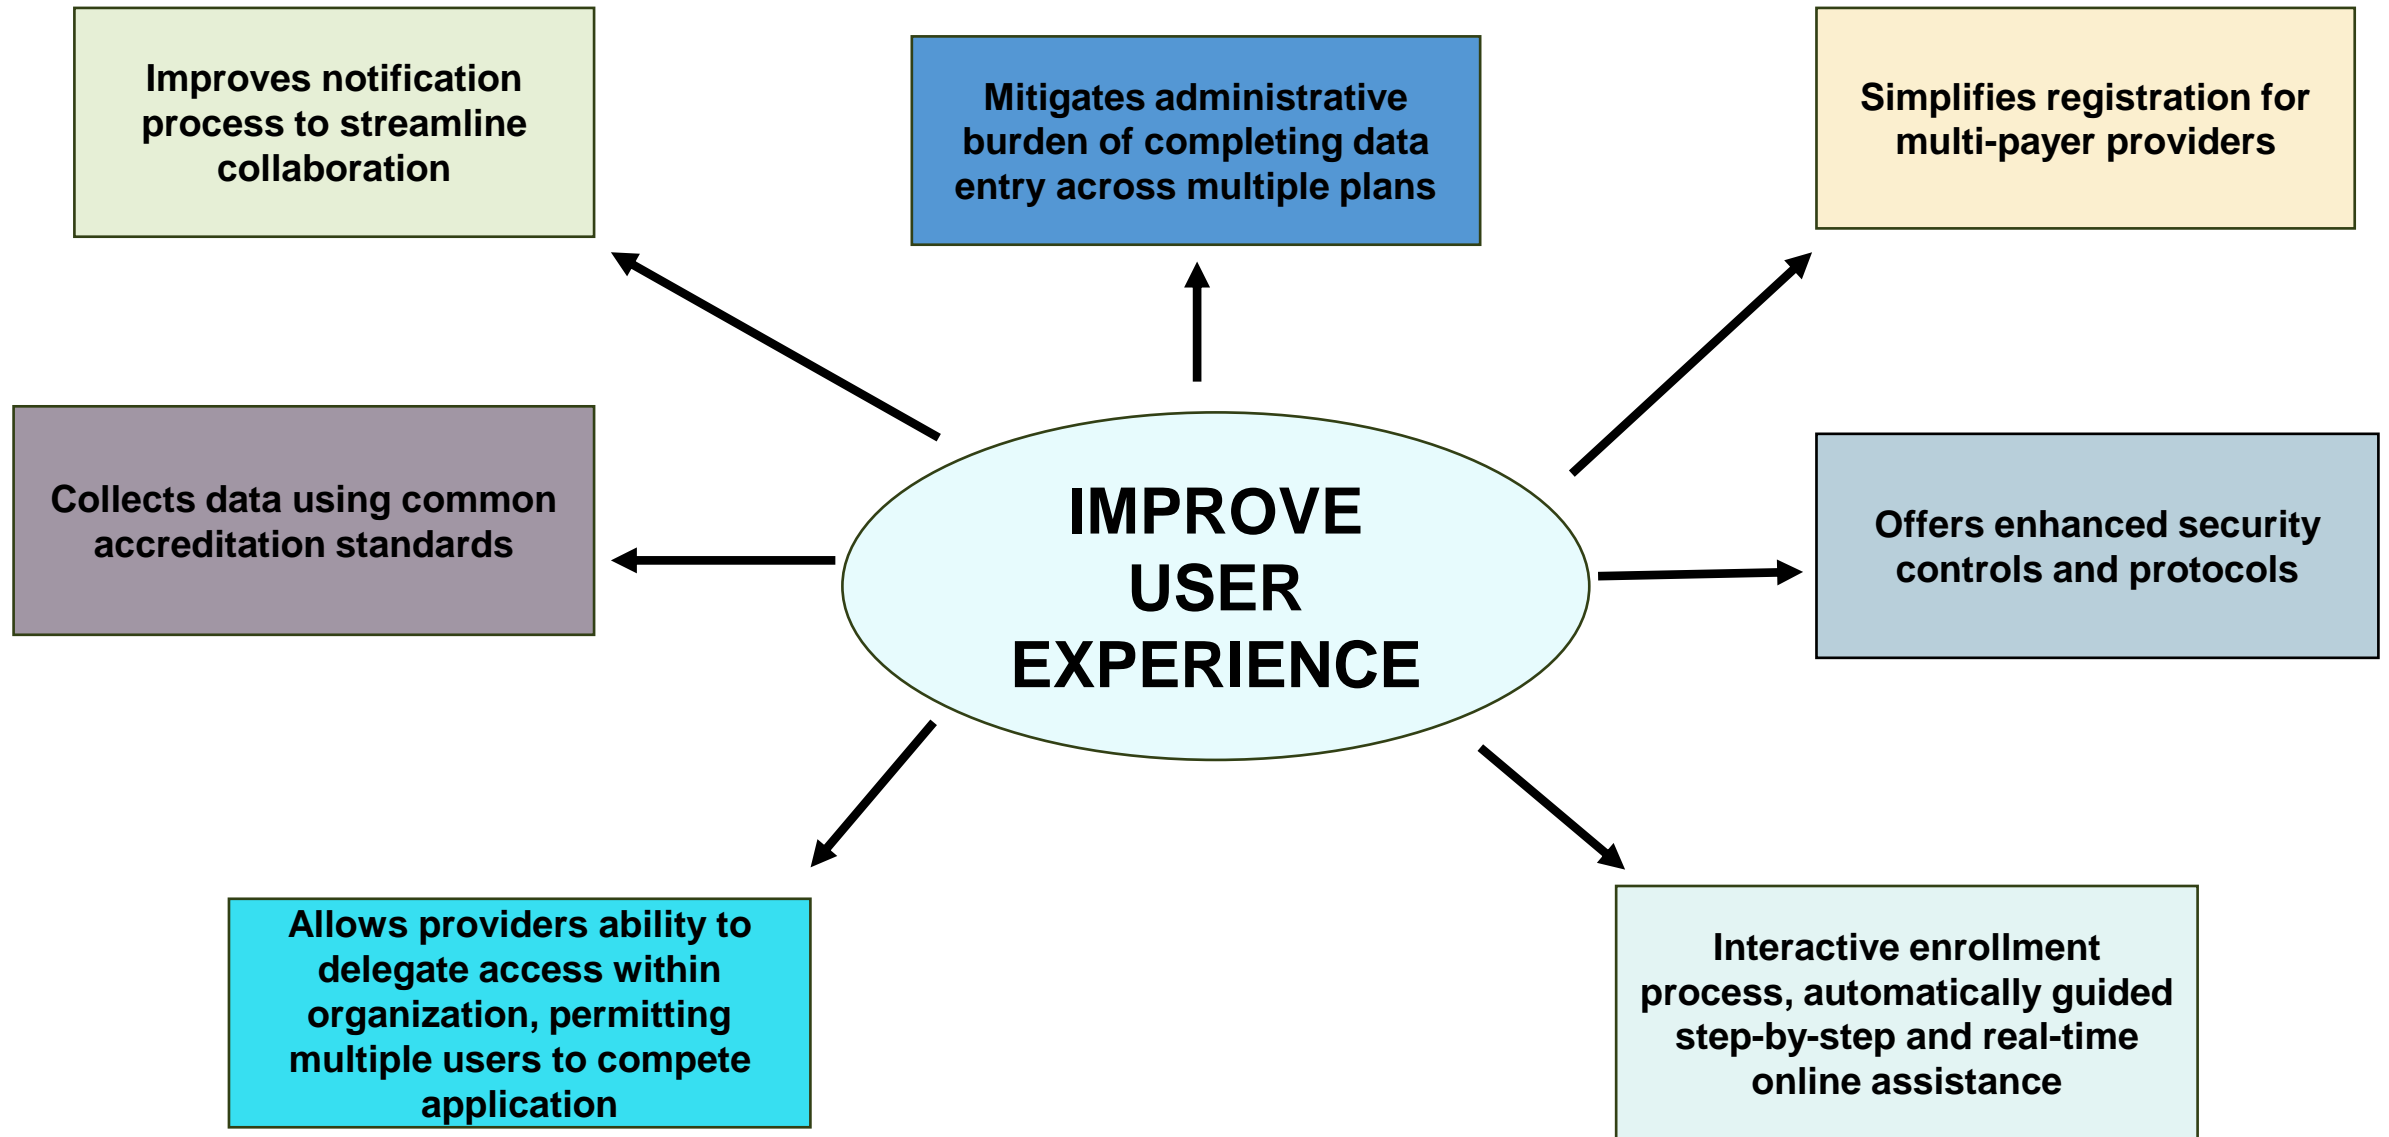 Improves notification
process to streamline
collaboration
Mitigates administrative
burden of completing data
entry across multiple plans
Simplifies registration for
multi-payer providers
Collects data using common
accreditation standards
IMPROVE
USER
EXPERIENCE
Offers enhanced security
controls and protocols
Allows providers ability to
delegate access within
organization, permitting
multiple users to compete
application
Interactive enrollment
process, automatically guided
step-by-step and real-time
online assistance